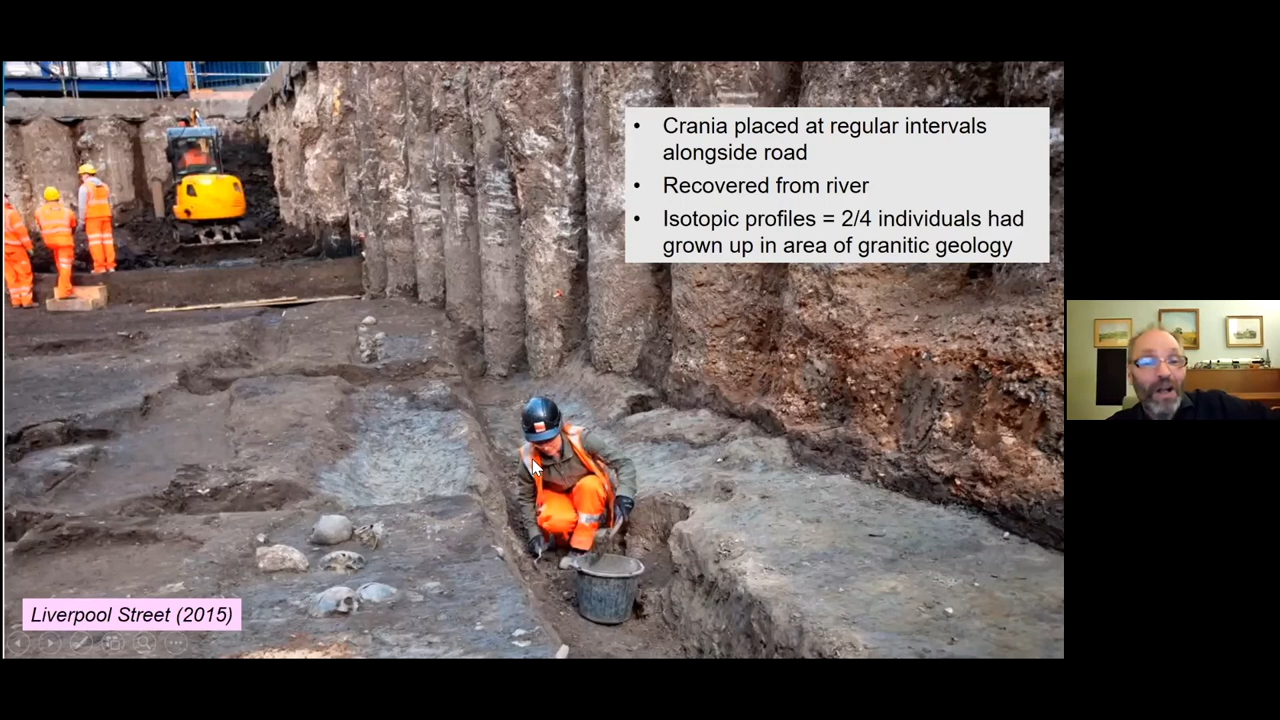 • Crania placed at regular intervals
alongside road
• Recovered from river
• Isotopic profiles = 2/4 individuals had
grown up in area of granitic geology
Liverpool Street (2015)